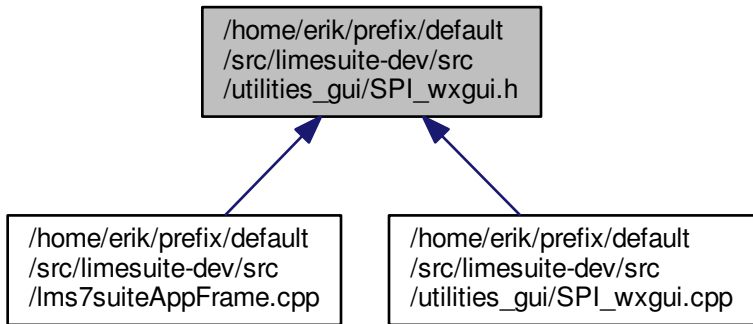 /home/erik/prefix/default
/src/limesuite-dev/src
/utilities_gui/SPI_wxgui.h
/home/erik/prefix/default
/src/limesuite-dev/src
/lms7suiteAppFrame.cpp
/home/erik/prefix/default
/src/limesuite-dev/src
/utilities_gui/SPI_wxgui.cpp